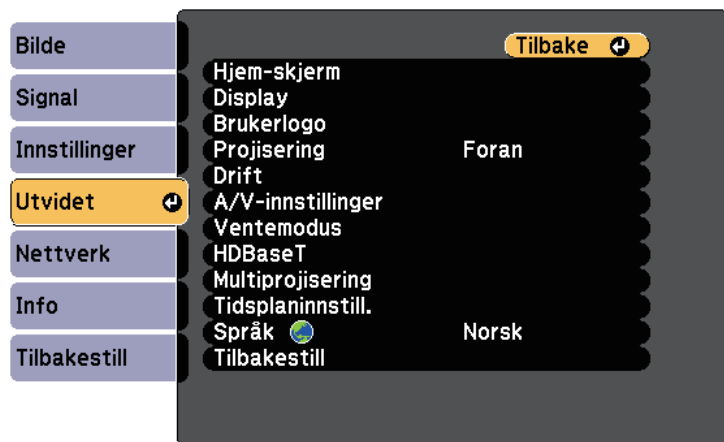 Bilde
Signal
Innstillinger
Utvidet
Nettverk
Info
Tilbakestill
Tilbake
Hjem-skjerm
Display
Brukerlogo
Projisering Foran
Drift
A/V-innstillinger
Ventemodus
HDBaseT
Multiprojisering
Tidsplaninnstill.
Språk Norsk
Tilbakestill